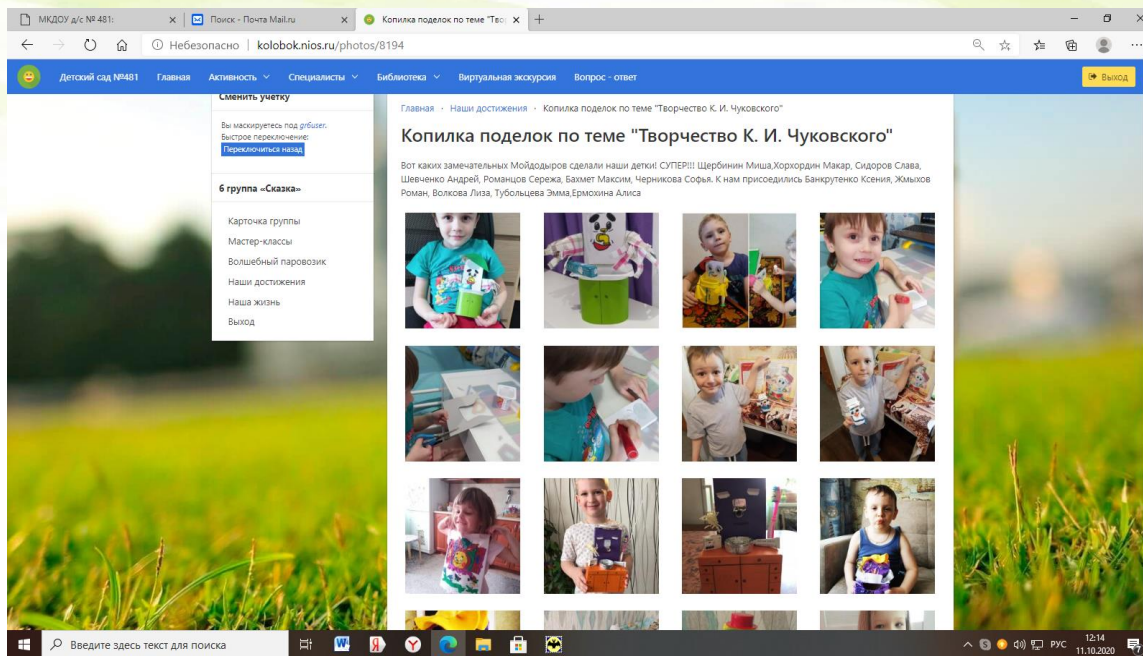 МКДОУ д/с № 481:
Поиск - Почта Mail.ru
Копилка поделок по теме "Тво
Небезопасно | kolobok.nios.ru/photos/8194
Детский сад №481 Главная Активность Специалисты Библиотека Виртуальная экскурсия Вопрос - ответ Выход
Сменить учетку
Вы маскируетесь под gr6user.
Быстрое переключение:
Переключиться назад
6 группа «Сказка»
Карточка группы
Мастер-классы
Волшебный паровозик
Наши достижения
Наша жизнь
Выход
Главная · Наши достижения · Копилка поделок по теме "Творчество К. И. Чуковского"
Копилка поделок по теме "Творчество К. И. Чуковского"
Вот каких замечательных Мойдодыров сделали наши детки! СУПЕР!!! Щербинин Миша,Хорхордин Макар, Сидоров Слава,
Шевченко Андрей, Романцов Сережа, Бахмет Максим, Черникова Софья. К нам присоединились Банкрутенко Ксения, Жмыхов
Роман, Волкова Лиза, Тубольцева Эмма,Ермохина Алиса
Введите здесь текст для поиска
РУС
12:14
11.10.2020